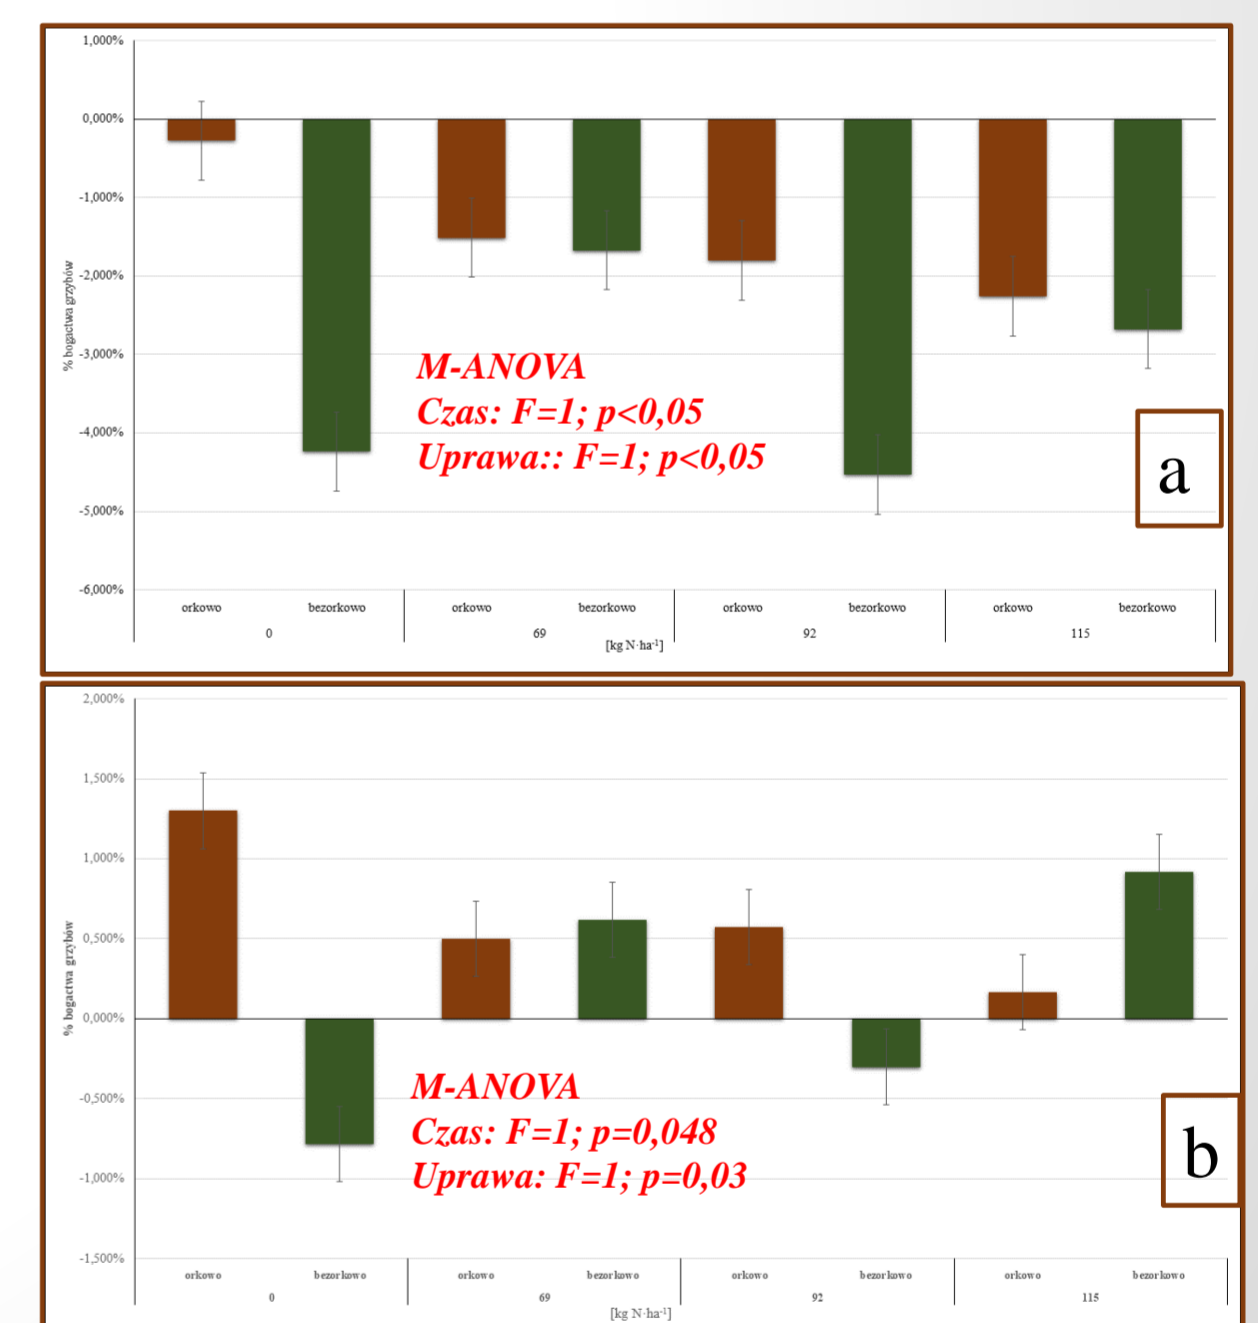 1,000%
0,000%
-1,000%
-2,000%
-3,000%
-4,000%
-5,000%
-6,000%
% bogactwa grzybów
M-ANOVA
Czas: F=1; p<0,05
Uprawa:: F=1; p<0,05
a
orkowo bezorkowo orkowo bezorkowo orkowo bezorkowo orkowo bezorkowo
0 69 92 115
[kg N·ha-1]
2,000%
1,500%
1,000%
0,500%
0,000%
-0,500%
-1,000%
-1,500%
% bogactwa grzybów
M-ANOVA
Czas: F=1; p=0,048
Uprawa: F=1; p=0,03
b
orkowo bezorkowo orkowo bezorkowo orkowo bezorkowo orkowo bezorkowo
0 69 92 115
[kg N·ha-1]